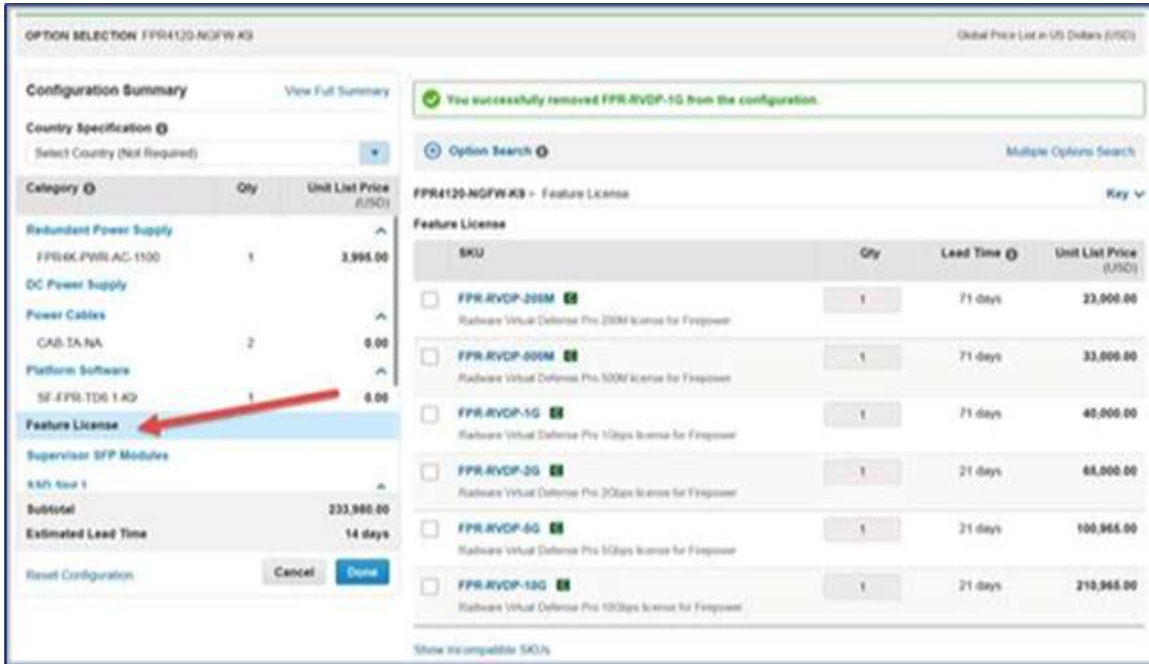 OPTION SELECTION FPR4120-NGFW-K9
Global Price List in US Dollars (USD)
Configuration Summary
View Full Summary
Country Specification
Select Country (Not Required)
Category Qty Unit List Price
(USD)
Redundant Power Supply
FPR4K-PWR-AC-1100 1 3,995.00
DC Power Supply
Power Cables
CAB-TA-NA 2 0.00
Platform Software
SF-FPR-TD6.1-K9 1 0.00
Feature License
Supervisor SFP Modules
Subtotal 233,980.00
Estimated Lead Time 14 days
Reset Configuration
Cancel
Done
You successfully removed FPR-RVDP-1G from the configuration.
Option Search
Multiple Options Search
FPR4120-NGFW-K9 > Feature License
Key
Feature License
SKU Qty Lead Time Unit List Price
(USD)
FPR-RVDP-200M C 1 71 days 23,000.00
Radware Virtual Defense Pro 200M license for Firepower
FPR-RVDP-500M C 1 71 days 33,000.00
Radware Virtual Defense Pro 500M license for Firepower
FPR-RVDP-1G C 1 71 days 40,000.00
Radware Virtual Defense Pro 1Gbps license for Firepower
FPR-RVDP-2G C 1 21 days 65,000.00
Radware Virtual Defense Pro 2Gbps license for Firepower
FPR-RVDP-5G C 1 21 days 100,965.00
Radware Virtual Defense Pro 5Gbps license for Firepower
FPR-RVDP-10G C 1 21 days 210,965.00
Radware Virtual Defense Pro 10Gbps license for Firepower
Show Incompatible SKUs